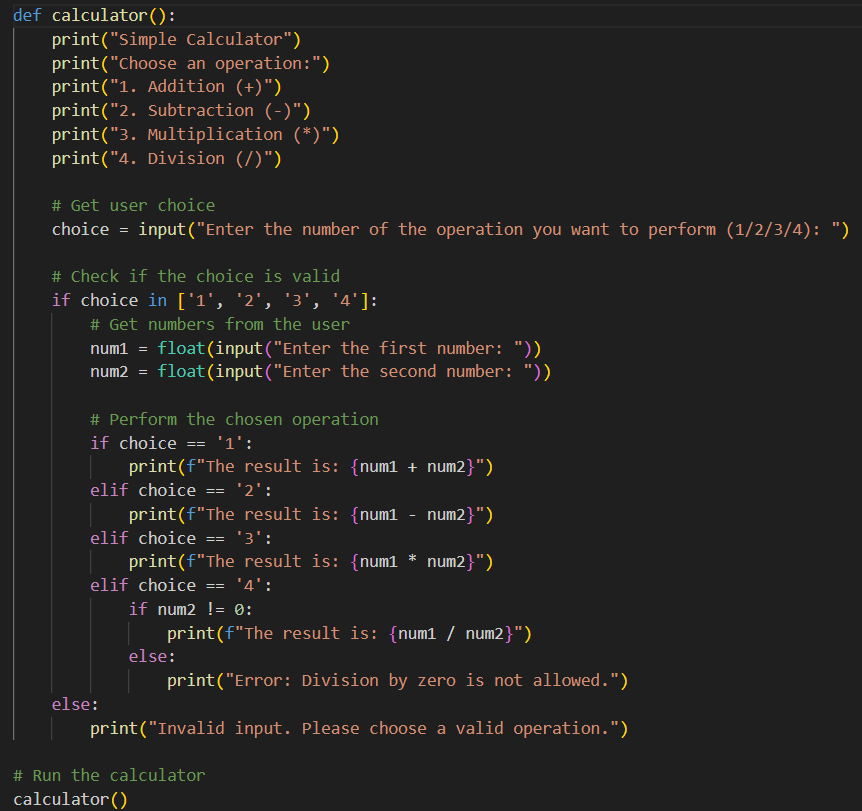 def calculator():
    print("Simple Calculator")
    print("Choose an operation:")
    print("1. Addition (+)")
    print("2. Subtraction (-)")
    print("3. Multiplication (*)")
    print("4. Division (/)")

    # Get user choice
    choice = input("Enter the number of the operation you want to perform (1/2/3/4): ")

    # Check if the choice is valid
    if choice in ['1', '2', '3', '4']:
        # Get numbers from the user
        num1 = float(input("Enter the first number: "))
        num2 = float(input("Enter the second number: "))

        # Perform the chosen operation
        if choice == '1':
            print(f"The result is: {num1 + num2}")
        elif choice == '2':
            print(f"The result is: {num1 - num2}")
        elif choice == '3':
            print(f"The result is: {num1 * num2}")
        elif choice == '4':
            if num2 != 0:
                print(f"The result is: {num1 / num2}")
            else:
                print("Error: Division by zero is not allowed.")
    else:
        print("Invalid input. Please choose a valid operation.")

# Run the calculator
calculator()